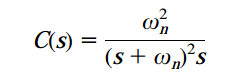 C(s) = ω_n^2 / ((s + ω_n)^2 s)